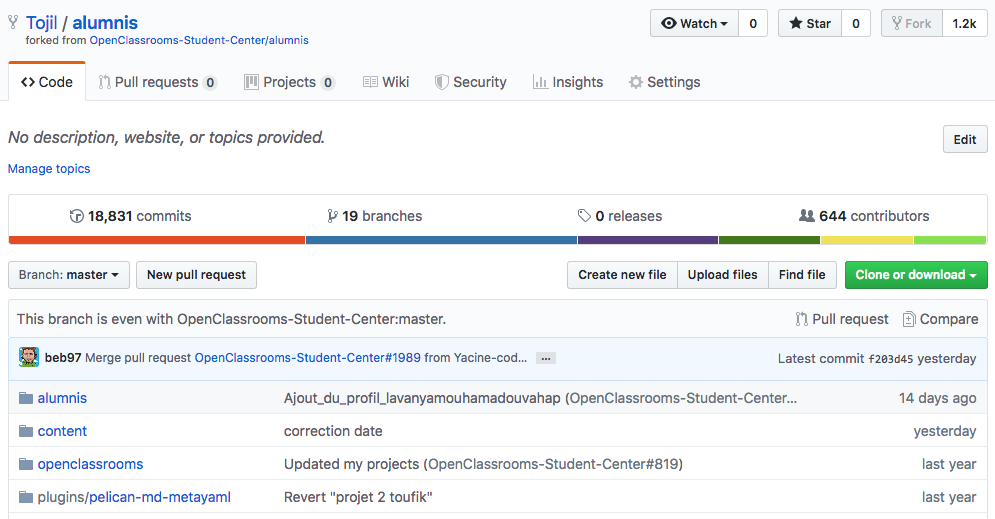 Tojil / alumnis
forked from OpenClassrooms-Student-Center/alumnis
Watch 0 Star 0 Fork 1.2k
Code Pull requests 0 Projects 0 Wiki Security Insights Settings
No description, website, or topics provided. Edit
Manage topics
18,831 commits 19 branches 0 releases 644 contributors
Branch: master New pull request Create new file Upload files Find file Clone or download
This branch is even with OpenClassrooms-Student-Center:master. Pull request Compare
beb97 Merge pull request OpenClassrooms-Student-Center#1989 from Yacine-cod... ... Latest commit f203d45 yesterday
alumnis Ajout_du_profil_lavanyamouhamadouvahap (OpenClassrooms-Student-Center... 14 days ago
content correction date yesterday
openclassrooms Updated my projects (OpenClassrooms-Student-Center#819) last year
plugins/pelican-md-metayaml Revert "projet 2 toufik" last year